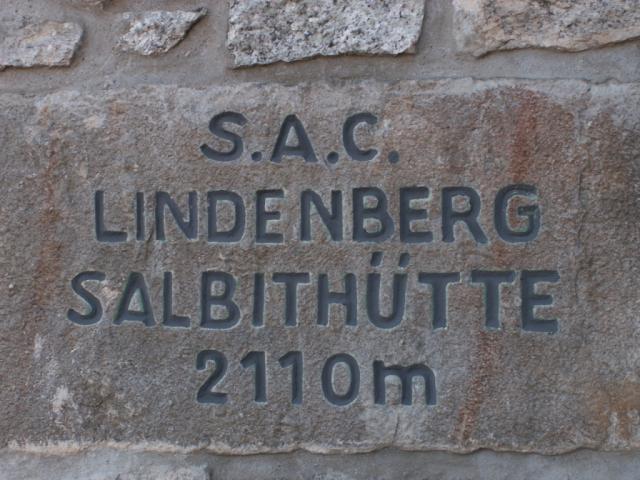 S.A.C.
LINDENBERG
SALBITHÜTTE
2110m